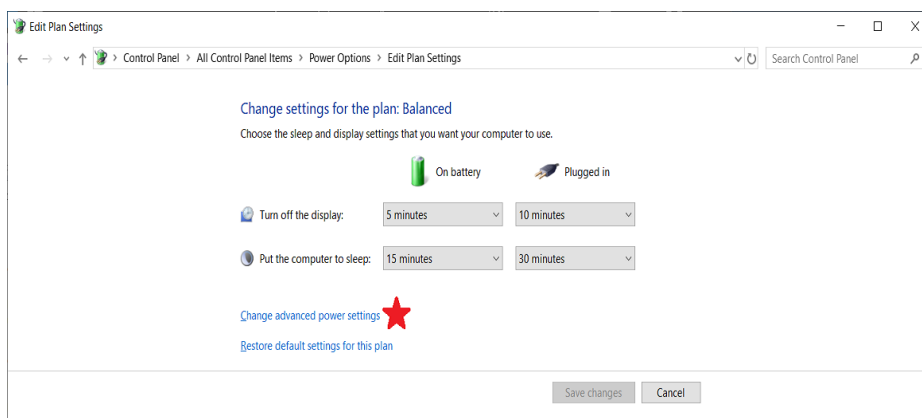 Edit Plan Settings
Control Panel > All Control Panel Items > Power Options > Edit Plan Settings
Search Control Panel
Change settings for the plan: Balanced
Choose the sleep and display settings that you want your computer to use.
On battery Plugged in
Turn off the display: 5 minutes 10 minutes
Put the computer to sleep: 15 minutes 30 minutes
Change advanced power settings
Restore default settings for this plan
Save changes Cancel